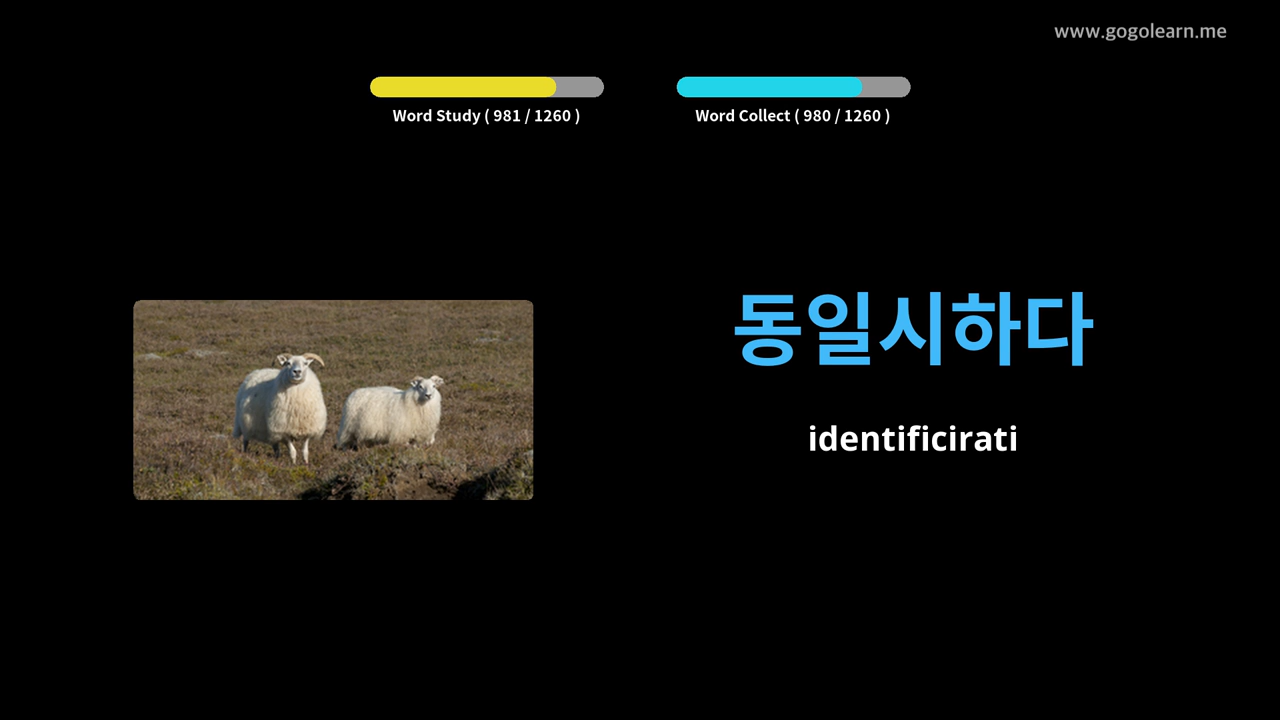 www.gogolearn.me
Word Study ( 981 / 1260 )
Word Collect ( 980 / 1260 )
동일시하다
identificirati